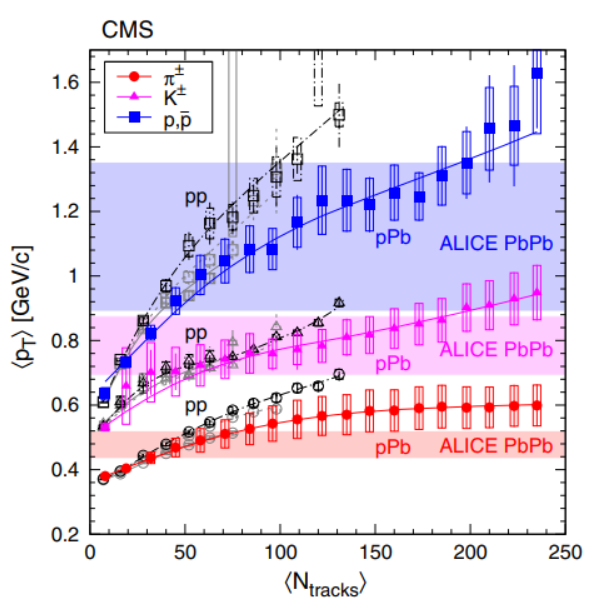 CMS
π±
K±
p,p̄
1.6
1.4
1.2
1
0.8
0.6
0.4
0.2
⟨pT⟩ [GeV/c]
pp
pPb
ALICE PbPb
pp
pPb
ALICE PbPb
pp
pPb
ALICE PbPb
0 50 100 150 200 250
⟨Ntracks⟩